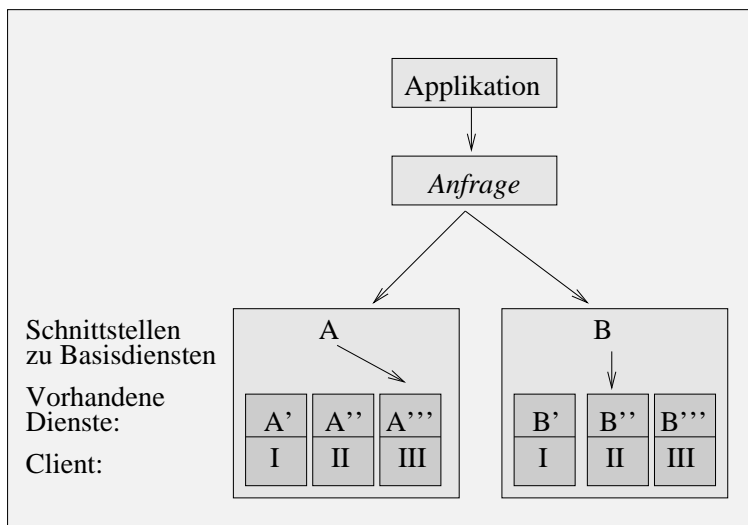 Applikation
Anfrage
Schnittstellen
zu Basisdiensten
A
B
Vorhandene
Dienste:
A' A'' A''' B' B'' B'''
Client:
I II III I II III